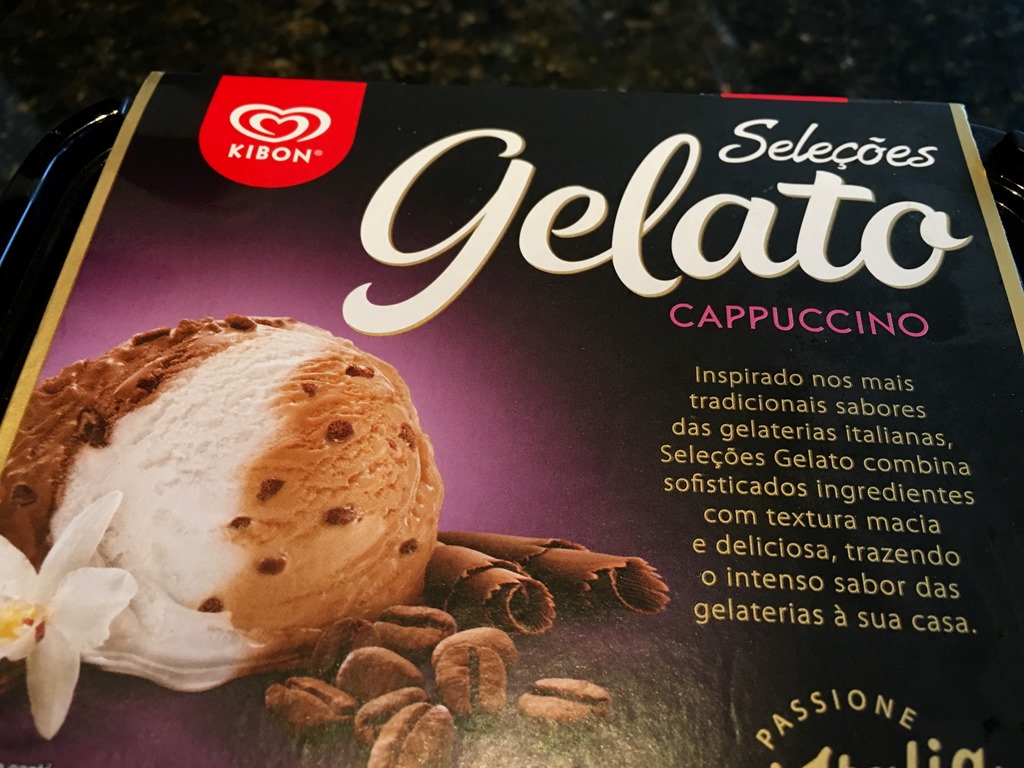 KIBON®
Seleções
Gelato
CAPPUCCINO
Inspirado nos mais
tradicionais sabores
das gelaterias italianas,
Seleções Gelato combina
sofisticados ingredientes
com textura macia
e deliciosa, trazendo
o intenso sabor das
gelaterias à sua casa.
PASSIONE